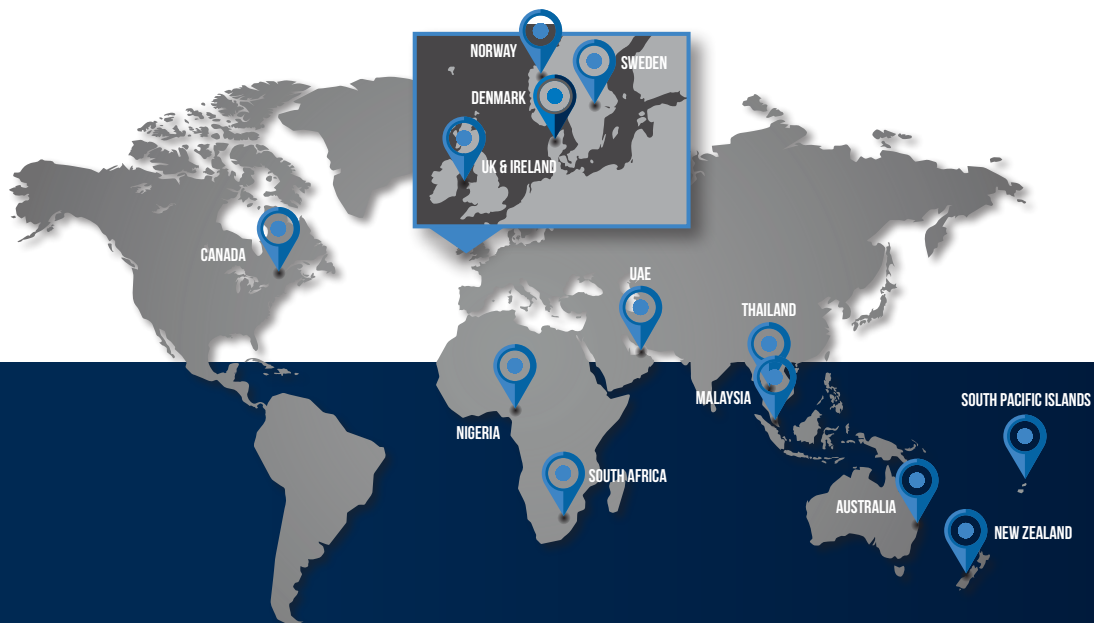 NORWAY
SWEDEN
DENMARK
UK & IRELAND
CANADA
UAE
THAILAND
MALAYSIA
SOUTH PACIFIC ISLANDS
NIGERIA
SOUTH AFRICA
AUSTRALIA
NEW ZEALAND